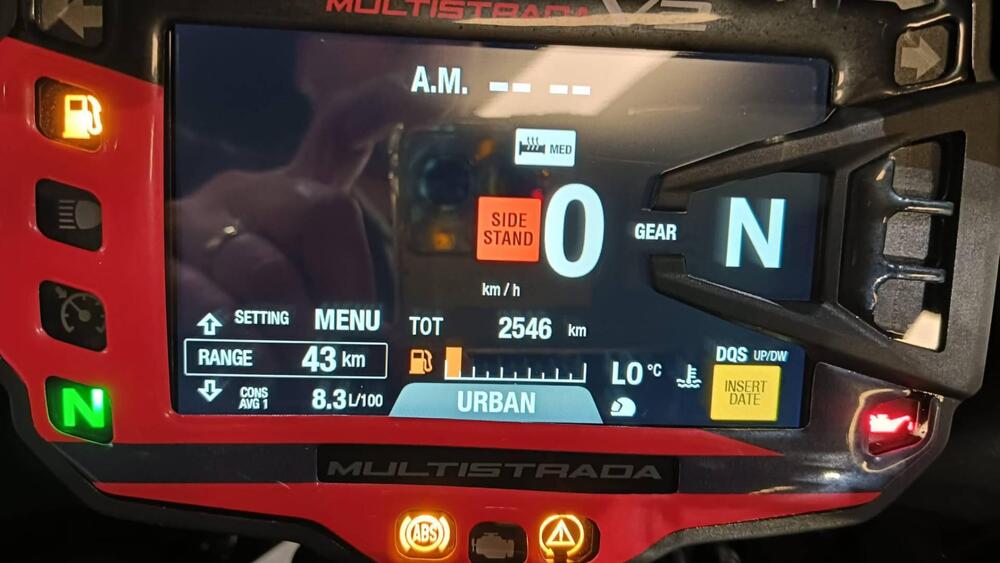 MULTISTRADA V2
A.M. -- --
MED
SIDE
STAND
0
km/h
GEAR
N
SETTING
MENU
TOT 2546 km
RANGE 43 km
CONS
AVG 1
8.3 L/100
URBAN
LO °C
DQS UP/DW
INSERT
DATE
N
MULTISTRADA
ABS